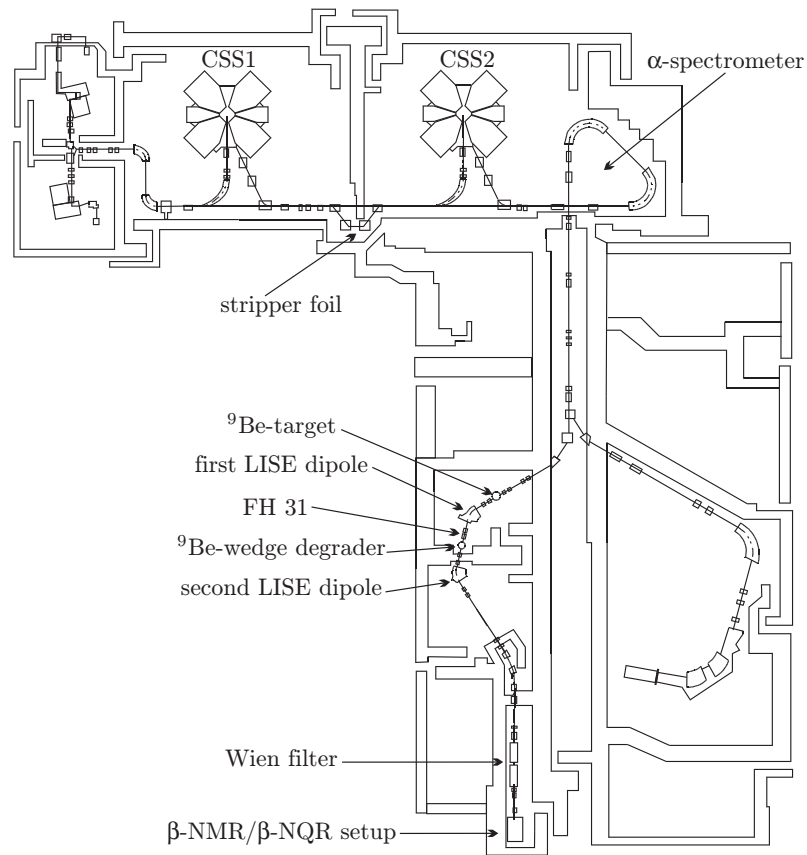 CSS1
CSS2
α-spectrometer
stripper foil
⁹Be-target
first LISE dipole
FH 31
⁹Be-wedge degrader
second LISE dipole
Wien filter
β-NMR/β-NQR setup